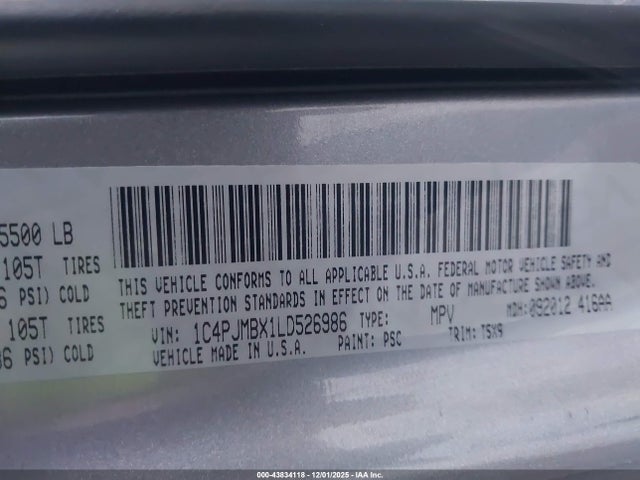 5500 LB
105T TIRES
PSI) COLD
105T TIRES
PSI) COLD
THIS VEHICLE CONFORMS TO ALL APPLICABLE U.S.A. FEDERAL MOTOR VEHICLE SAFETY AND
THEFT PREVENTION STANDARDS IN EFFECT ON THE DATE OF MANUFACTURE SHOWN ABOVE.
VIN: 1C4PJMBX1LD526986 TYPE: MPV MDH: 092012 416AA
VEHICLE MADE IN U.S.A. PAINT: PSC TRIM: T5X9
000-43834118 - 12/01/2025 - IAA Inc.